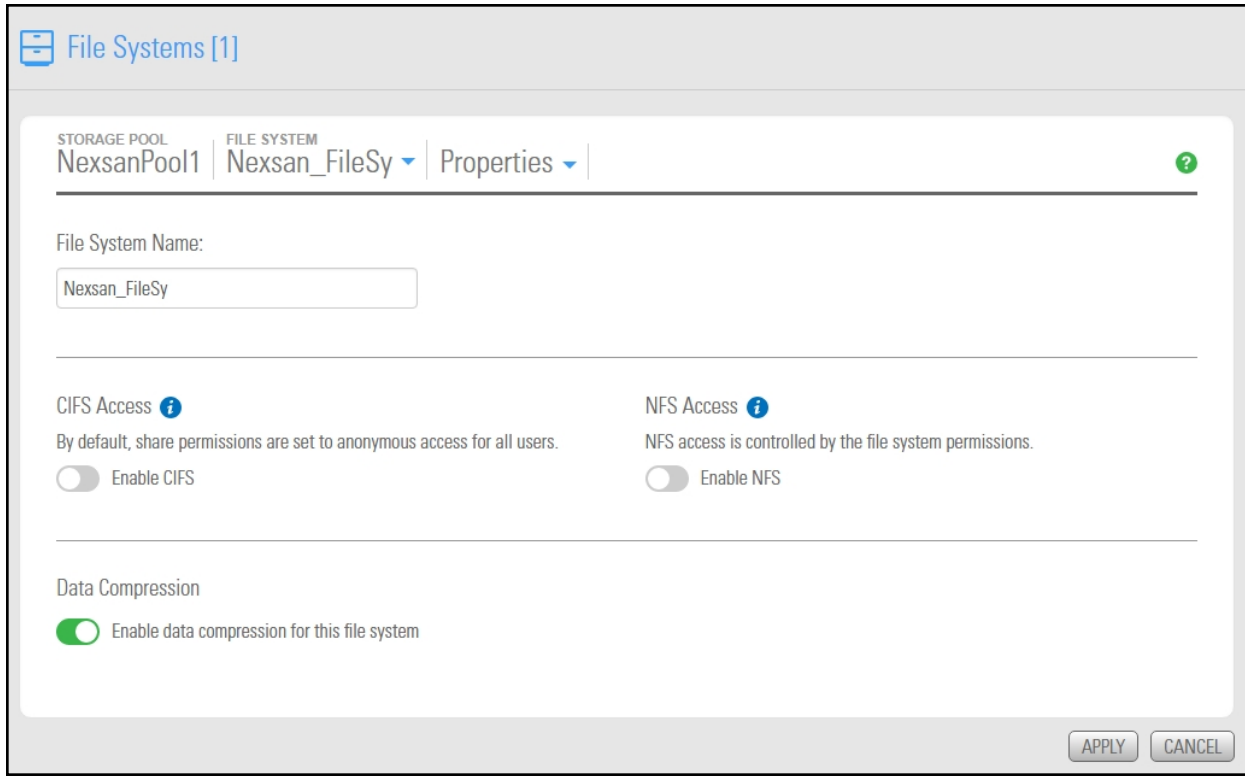 File Systems [1]
STORAGE POOL FILE SYSTEM
NexsanPool1 Nexsan_FileSy Properties
?
File System Name:
Nexsan_FileSy
CIFS Access i NFS Access i
By default, share permissions are set to anonymous access for all users. NFS access is controlled by the file system permissions.
Enable CIFS Enable NFS
Data Compression
Enable data compression for this file system
APPLY CANCEL